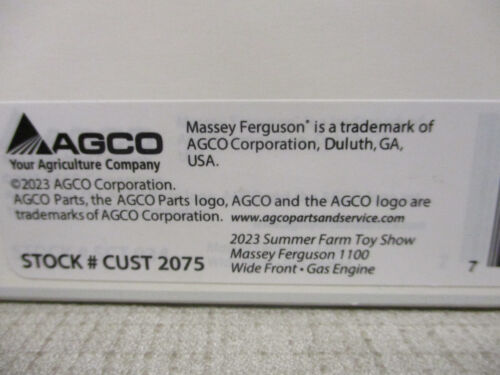 AGCO
Your Agriculture Company
Massey Ferguson* is a trademark of
AGCO Corporation, Duluth, GA,
USA.
©2023 AGCO Corporation.
AGCO Parts, the AGCO Parts logo, AGCO and the AGCO logo are
trademarks of AGCO Corporation. www.agcopartsandservice.com
STOCK # CUST 2075
2023 Summer Farm Toy Show
Massey Ferguson 1100
Wide Front • Gas Engine
7